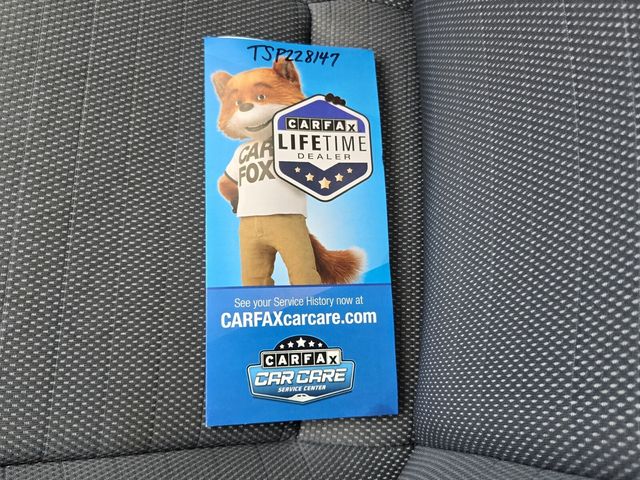 TSP228147
CARFAX
LIFETIME
DEALER
CAR
FOX
See your Service History now at
CARFAXcarcare.com
CARFAX
CAR CARE
SERVICE CENTER